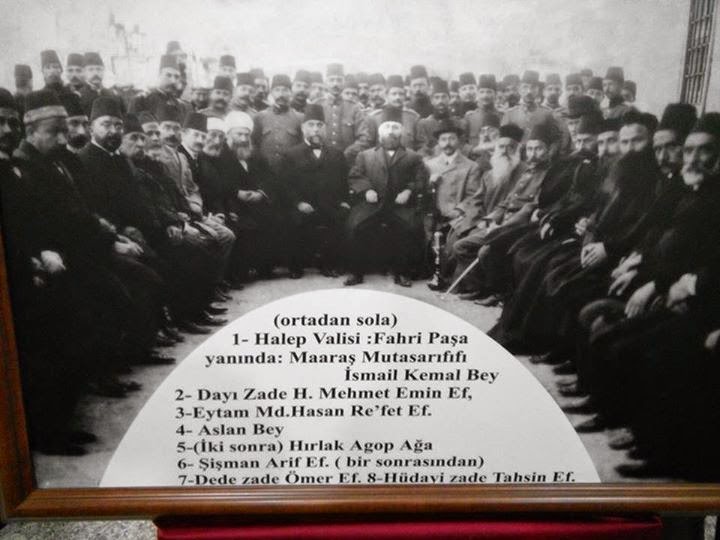 (ortadan sola)
1- Halep Valisi :Fahri Paşa
yanında: Maaraş Mutasarıfıfı
İsmail Kemal Bey
2- Dayı Zade H. Mehmet Emin Ef,
3-Eytam Md.Hasan Re'fet Ef.
4- Aslan Bey
5-(İki sonra) Hırlak Agop Ağa
6- Şişman Arif Ef. ( bir sonrasından)
7-Dede zade Ömer Ef. 8-Hüdayi zade Tahsin Ef.